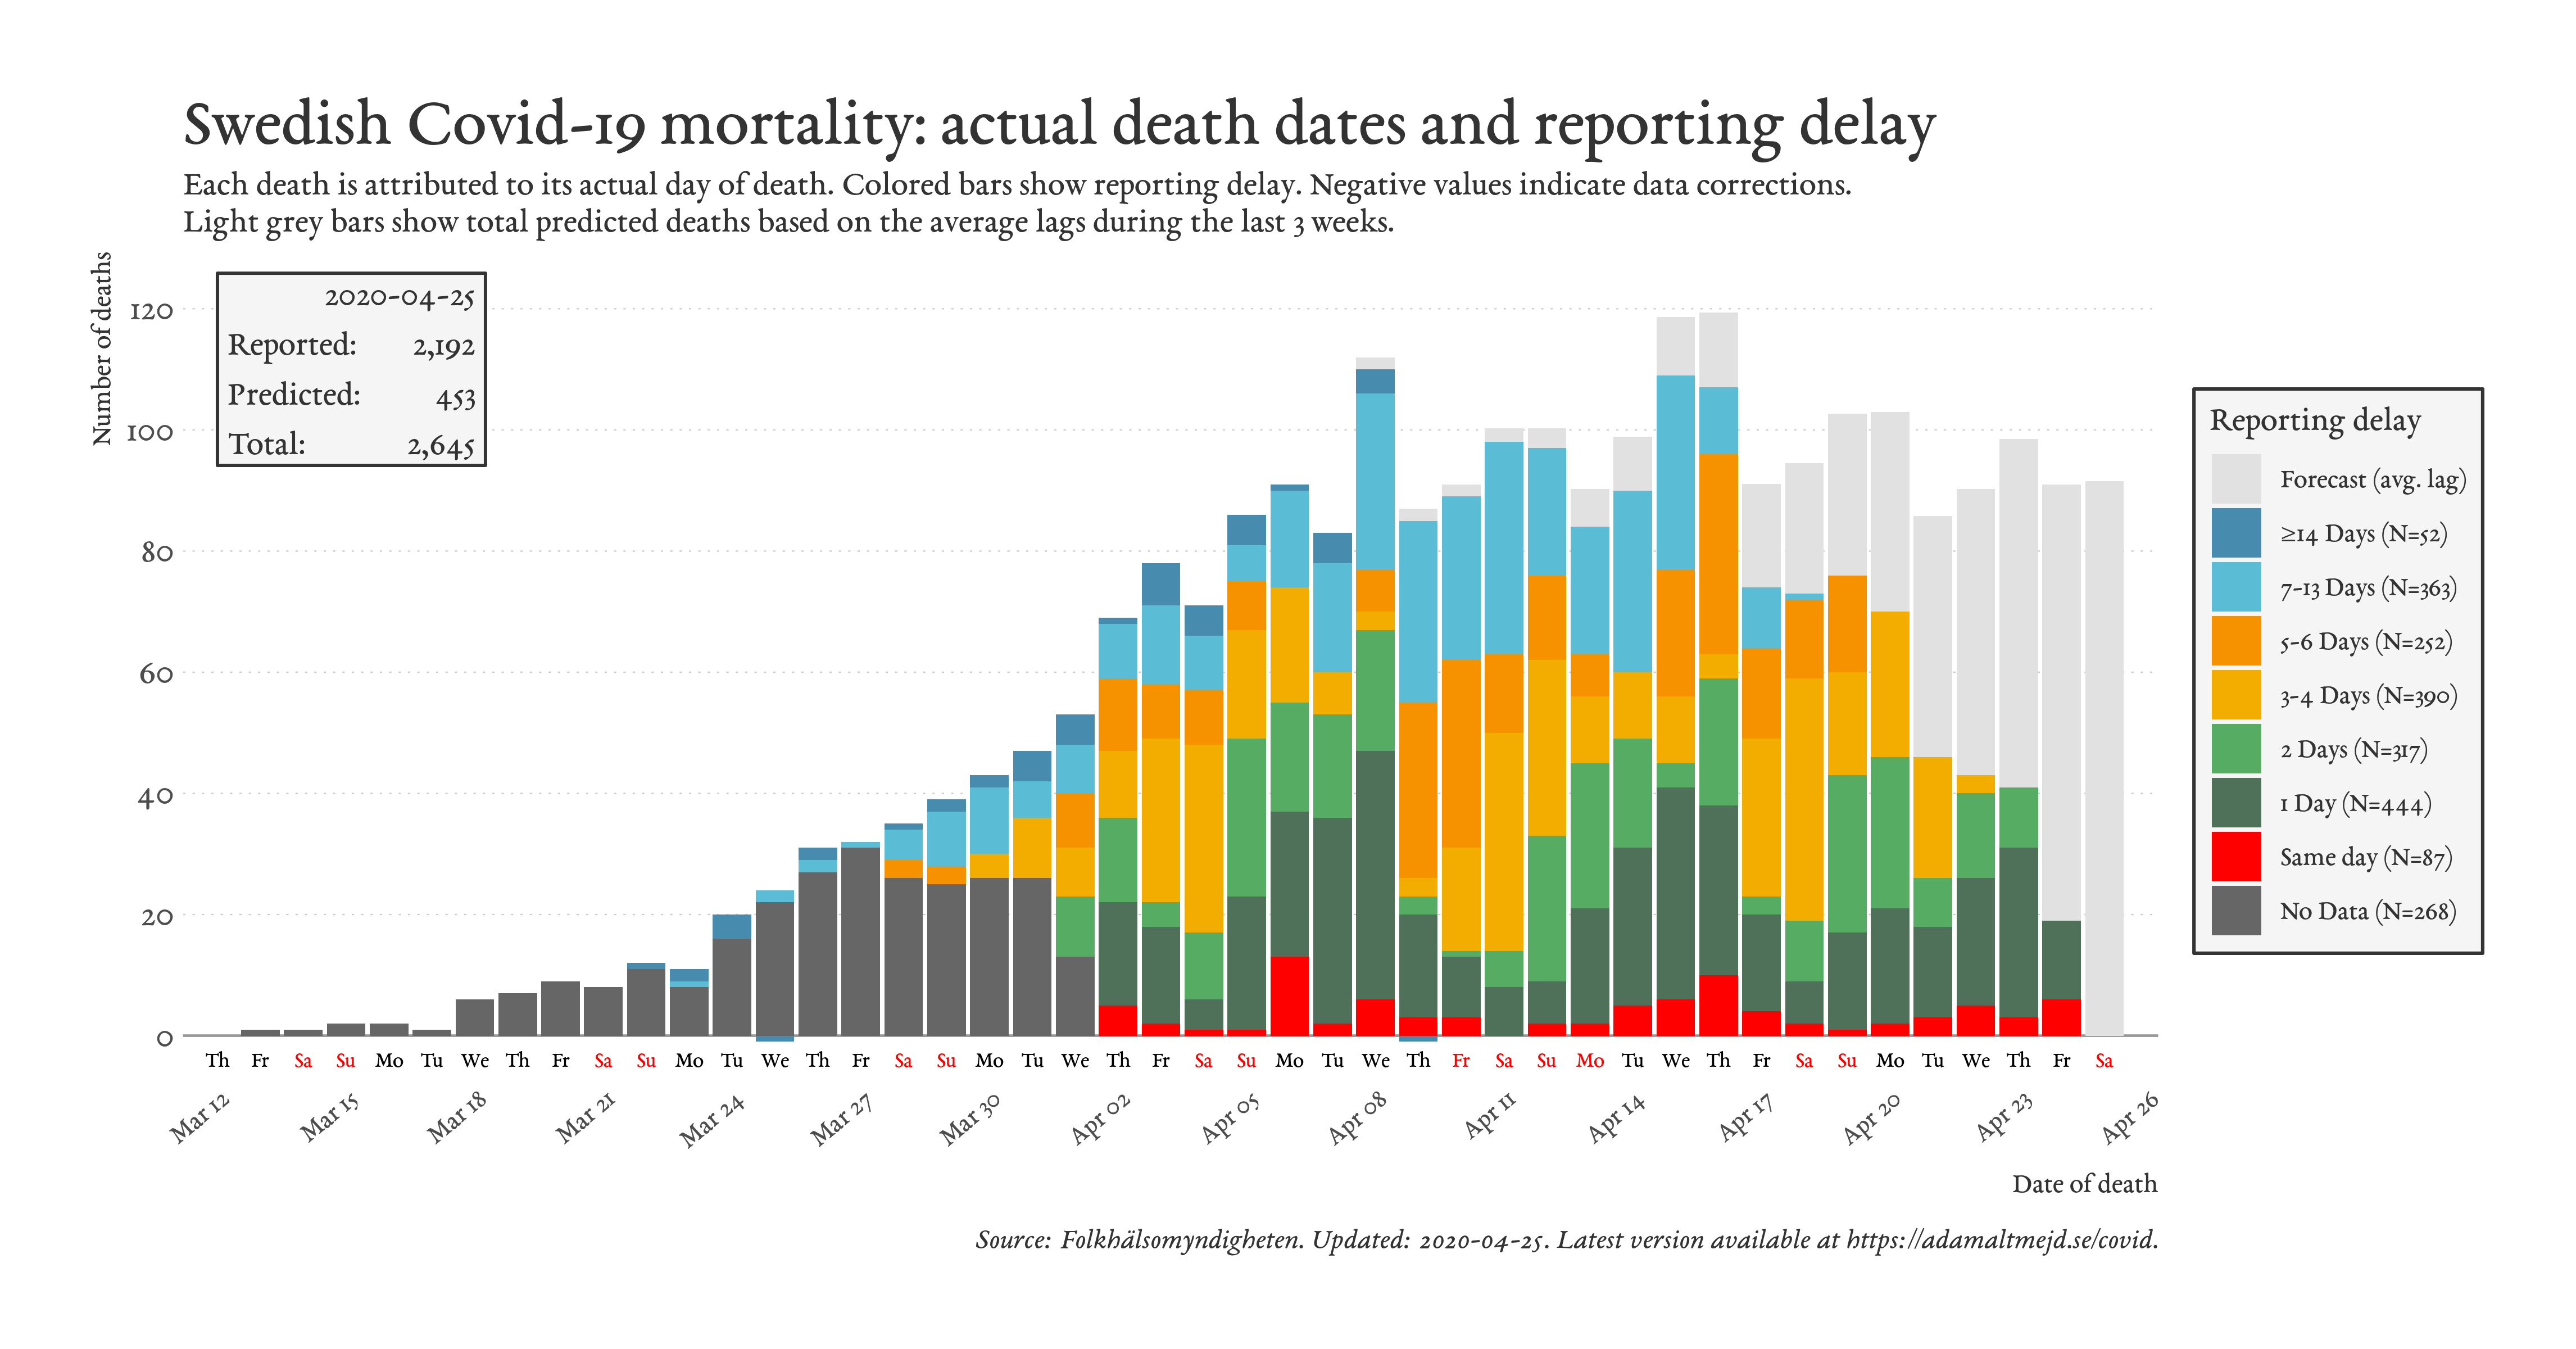 Swedish Covid-19 mortality: actual death dates and reporting delay
Each death is attributed to its actual day of death. Colored bars show reporting delay. Negative values indicate data corrections.
Light grey bars show total predicted deaths based on the average lags during the last 3 weeks.
Number of deaths
2020-04-25
Reported: 2,192
Predicted: 453
Total: 2,645
120
100
80
60
40
20
0
Th Fr Sa Su Mo Tu We Th Fr Sa Su Mo Tu We Th Fr Sa Su Mo Tu We Th Fr Sa Su Mo Tu We Th Fr Sa Su Mo Tu We Th Fr Sa Su Mo Tu We Th Fr Sa
Mar 12 Mar 15 Mar 18 Mar 21 Mar 24 Mar 27 Mar 30 Apr 02 Apr 05 Apr 08 Apr 11 Apr 14 Apr 17 Apr 20 Apr 23 Apr 26
Date of death
Reporting delay
Forecast (avg. lag)
≥14 Days (N=52)
7-13 Days (N=363)
5-6 Days (N=252)
3-4 Days (N=390)
2 Days (N=317)
1 Day (N=444)
Same day (N=87)
No Data (N=268)
Source: Folkhälsomyndigheten. Updated: 2020-04-25. Latest version available at https://adamaltmejd.se/covid.